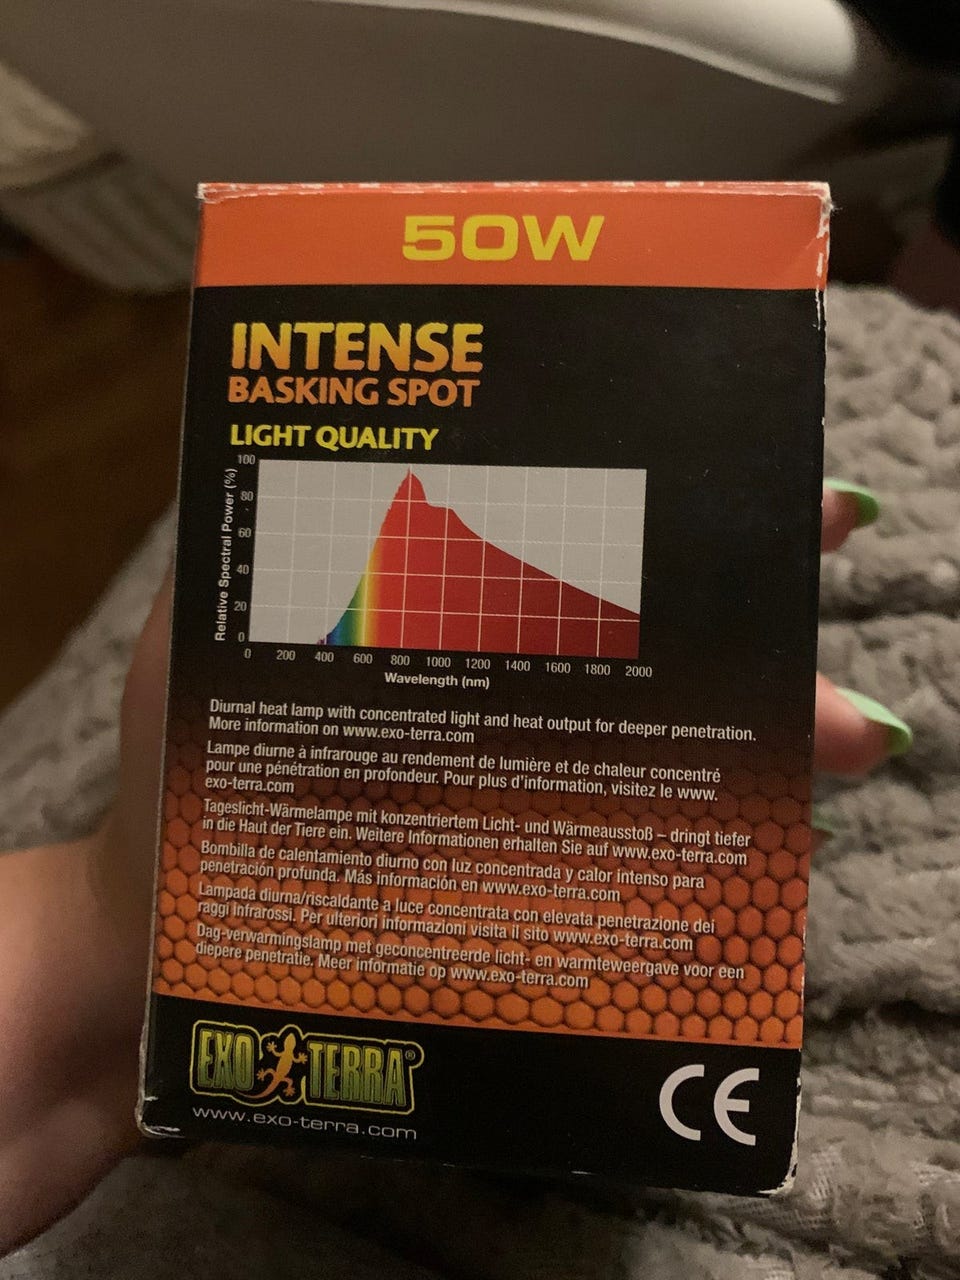 50W
INTENSE
BASKING SPOT
LIGHT QUALITY
Relative Spectral Power (%)
100
80
60
40
20
0
0 200 400 600 800 1000 1200 1400 1600 1800 2000
Wavelength (nm)
Diurnal heat lamp with concentrated light and heat output for deeper penetration.
More information on www.exo-terra.com
Lampe diurne à infrarouge au rendement de lumière et de chaleur concentré
pour une pénétration en profondeur. Pour plus d'information, visitez le www.
exo-terra.com
Tageslicht-Wärmelampe mit konzentriertem Licht- und Wärmeausstoß – dringt tiefer
in die Haut der Tiere ein. Weitere Informationen erhalten Sie auf www.exo-terra.com
Bombilla de calentamiento diurno con luz concentrada y calor intenso para
penetración profunda. Más información en www.exo-terra.com
Lampada diurna/riscaldante a luce concentrata con elevata penetrazione dei
raggi infrarossi. Per ulteriori informazioni visita il sito www.exo-terra.com
Dag-verwarmingslamp met geconcentreerde licht- en warmteweergave voor een
diepere penetratie. Meer informatie op www.exo-terra.com
EXO TERRA®
www.exo-terra.com
CE